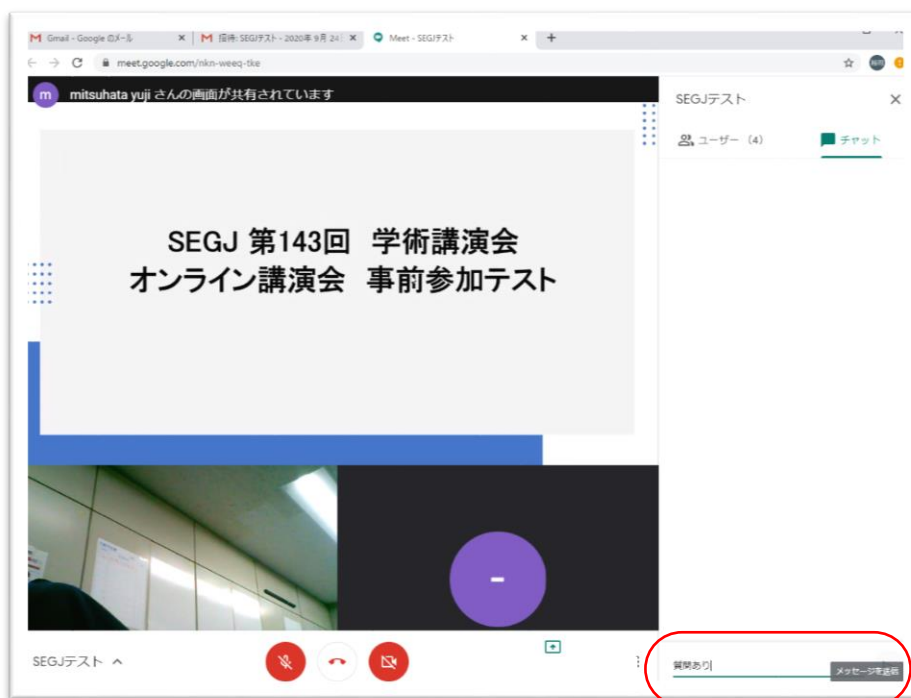 Gmail - Google のメール
招待: SEGJテスト - 2020年 9月 24
Meet - SEGJテスト
meet.google.com/nkn-weeq-tke
m
mitsuhata yuji さんの画面が共有されています
SEGJテスト
ユーザー（4）
チャット
SEGJ 第143回 学術講演会
オンライン講演会 事前参加テスト
-
SEGJテスト
質問あり
メッセージを送信